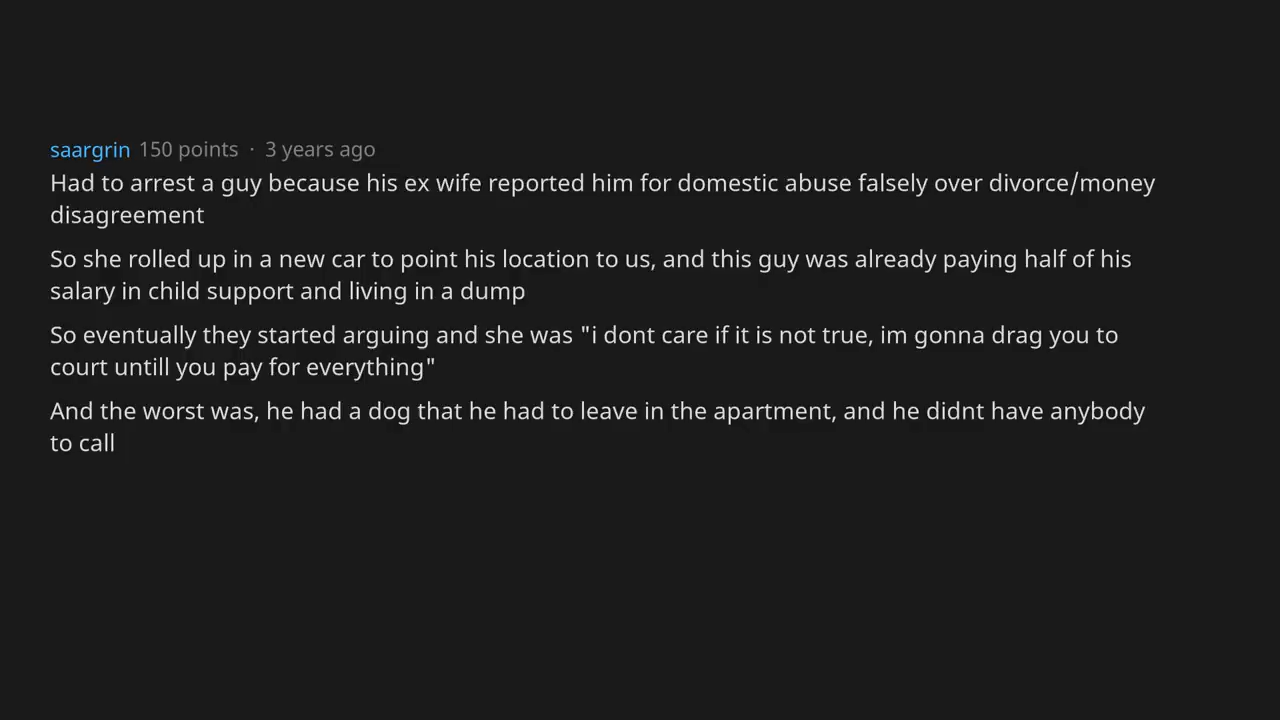 saargrin 150 points · 3 years ago
Had to arrest a guy because his ex wife reported him for domestic abuse falsely over divorce/money
disagreement
So she rolled up in a new car to point his location to us, and this guy was already paying half of his
salary in child support and living in a dump
So eventually they started arguing and she was "i dont care if it is not true, im gonna drag you to
court untill you pay for everything"
And the worst was, he had a dog that he had to leave in the apartment, and he didnt have anybody
to call